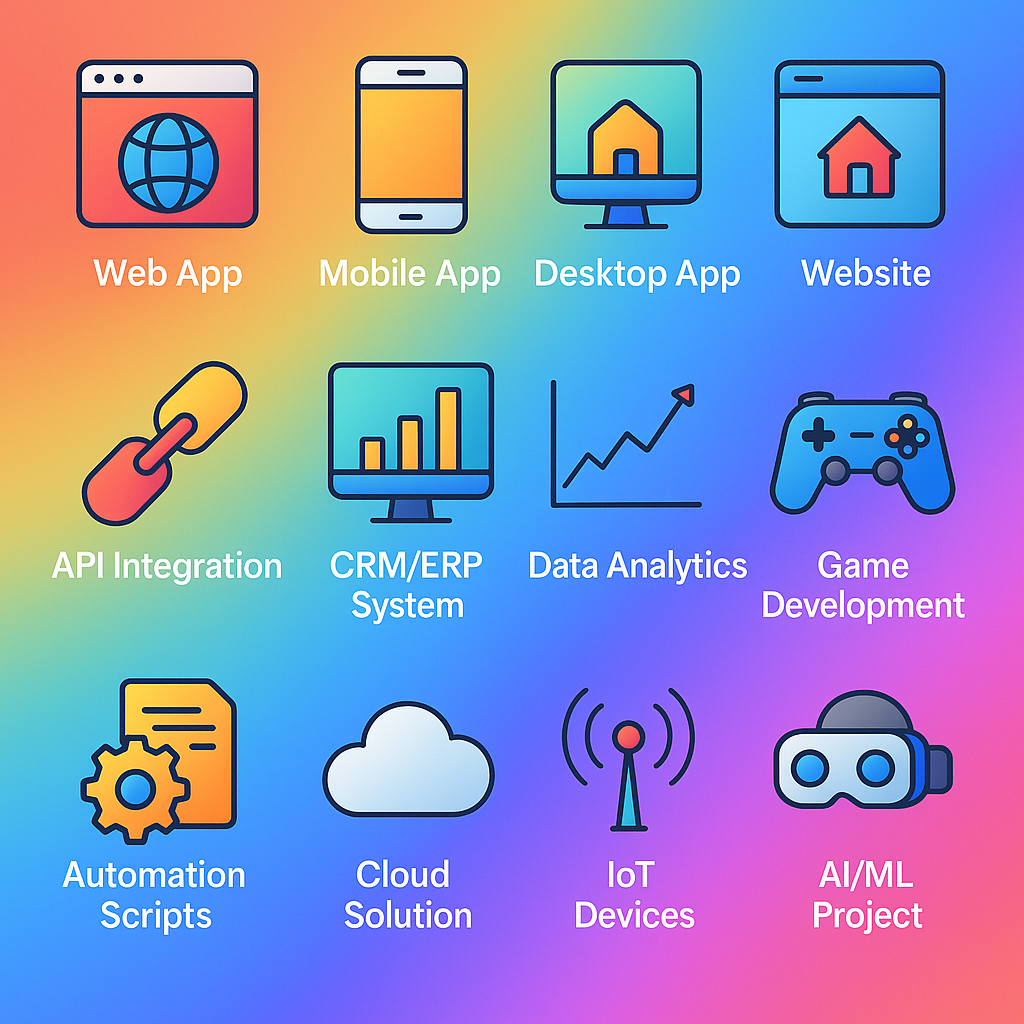 Web App
Mobile App
Desktop App
Website
API Integration
CRM/ERP
System
Data Analytics
Game
Development
Automation
Scripts
Cloud
Solution
IoT
Devices
AI/ML
Project